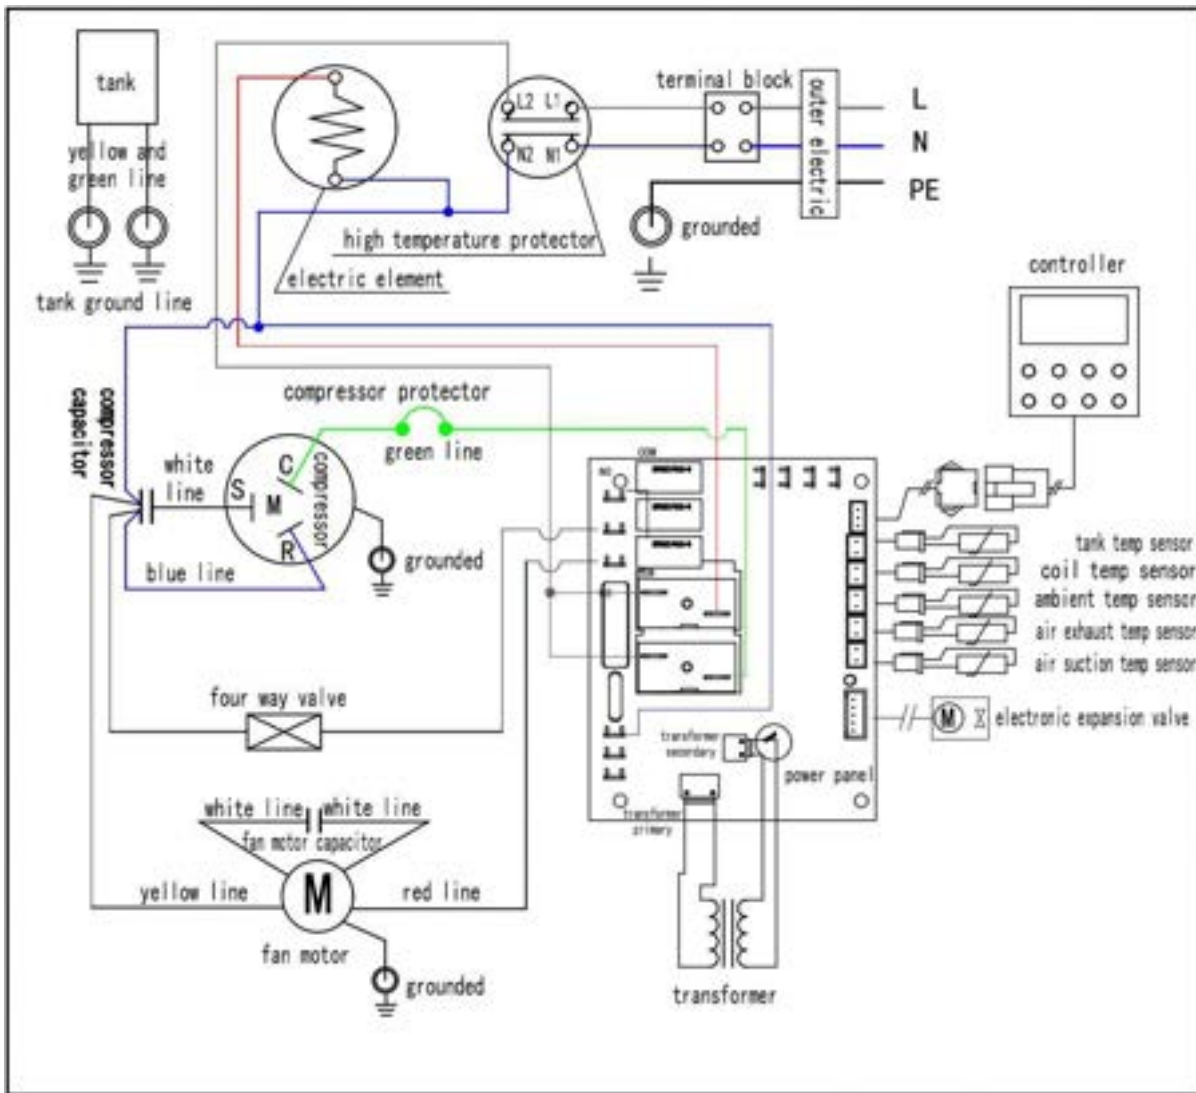 tank
yellow and
green line
tank ground line
L2 L1
N2 N1
terminal block
outer electric
L
N
PE
grounded
high temperature protector
electric element
controller
compressor
capacitor
compressor protector
green line
white
line
S
C
M
R
compressor
blue line
grounded
COM
tank temp sensor
coil temp sensor
ambient temp sensor
air exhaust temp sensor
air suction temp sensor
M
electronic expansion valve
four way valve
transformer
power panel
transformer
primary
white line
white line
fan motor capacitor
M
yellow line
red line
fan motor
grounded
transformer